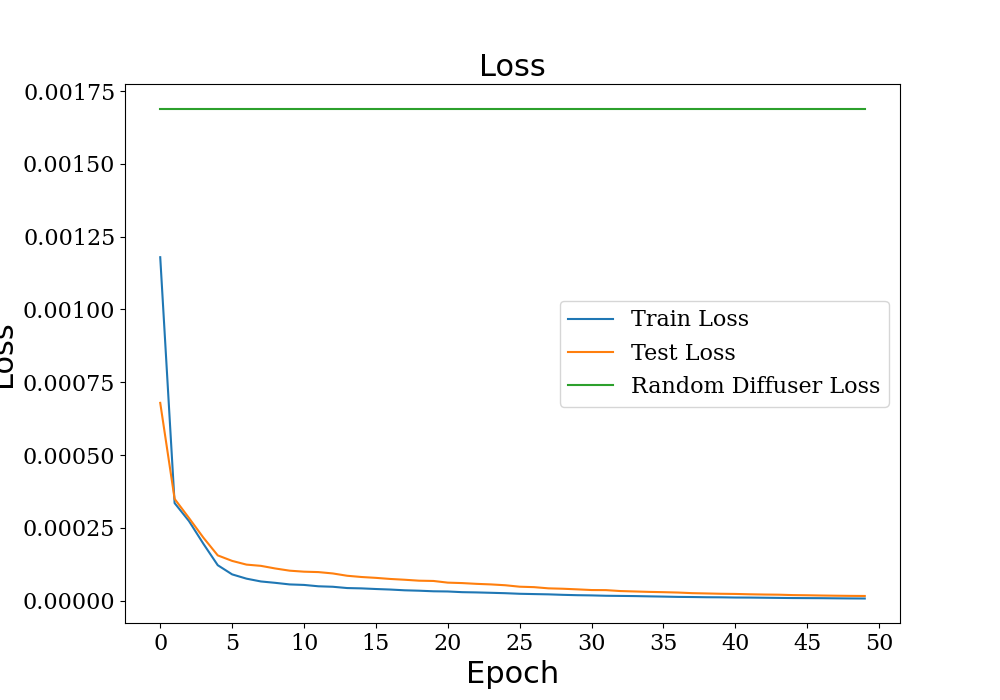 Loss
0.00175
0.00150
0.00125
0.00100
0.00075
0.00050
0.00025
0.00000
Loss
Train Loss
Test Loss
Random Diffuser Loss
0 5 10 15 20 25 30 35 40 45 50
Epoch